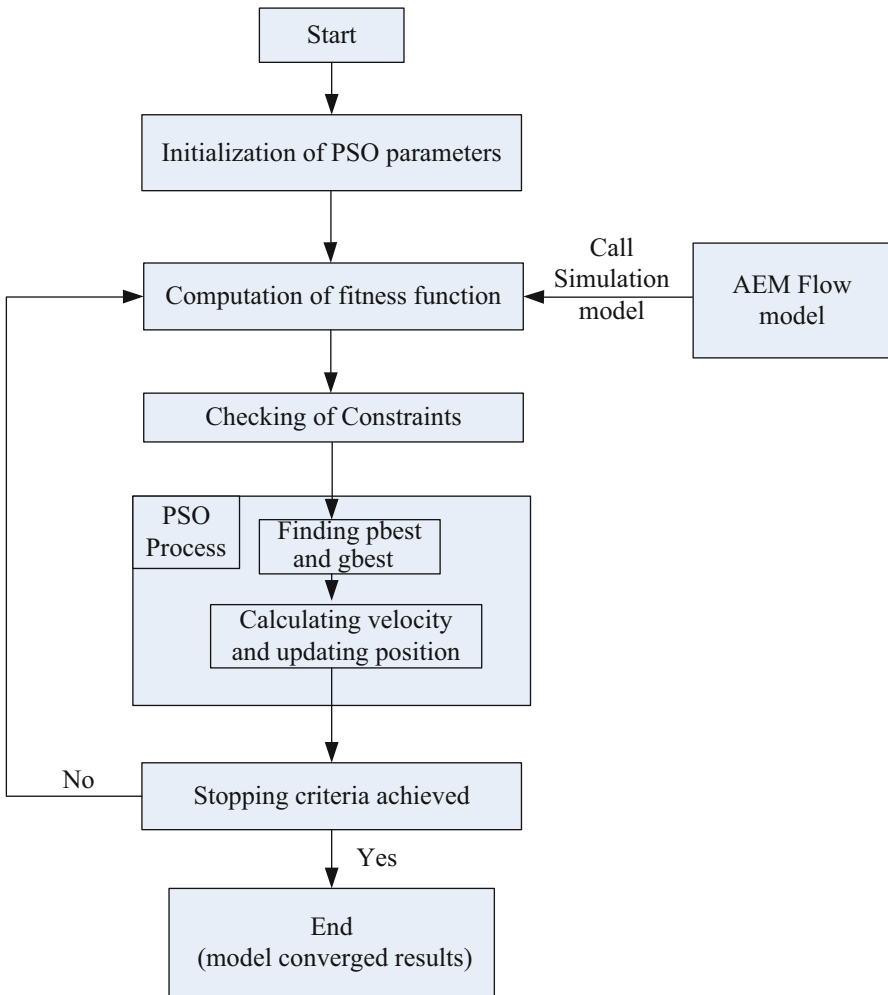 Start
Initialization of PSO parameters
Call
Simulation
model
Computation of fitness function
AEM Flow
model
Checking of Constraints
PSO
Process
Finding pbest
and gbest
Calculating velocity
and updating position
No
Stopping criteria achieved
Yes
End
(model converged results)